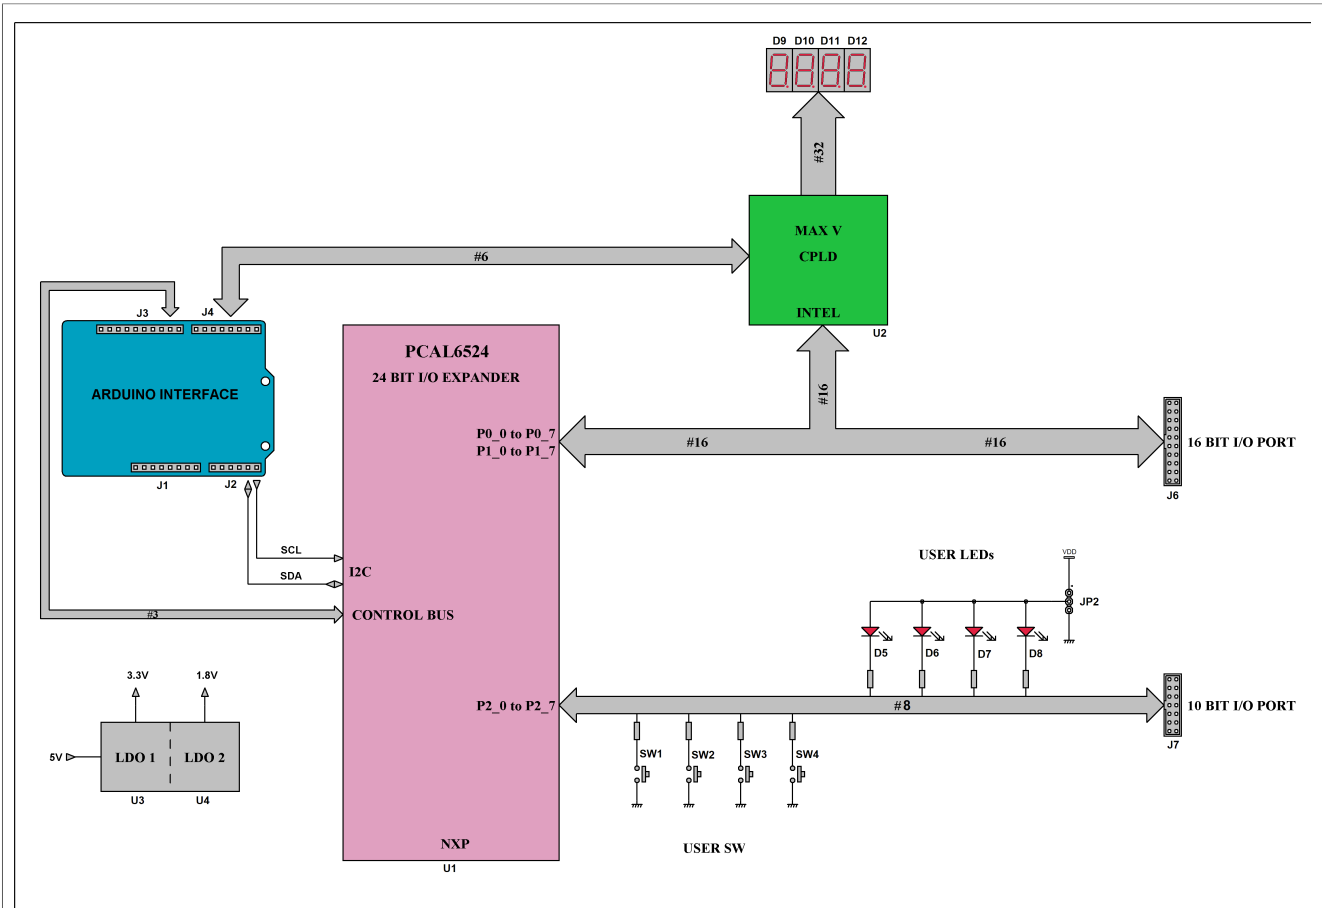 D9 D10 D11 D12
#32
MAX V
CPLD
INTEL
U2
#6
J3
J4
ARDUINO INTERFACE
J1
J2
PCAL6524
24 BIT I/O EXPANDER
P0_0 to P0_7
P1_0 to P1_7
#16
#16
#16
16 BIT I/O PORT
J6
SCL
SDA
I2C
#3
CONTROL BUS
USER LEDs
VDD
JP2
D5
D6
D7
D8
P2_0 to P2_7
#8
10 BIT I/O PORT
J7
SW1
SW2
SW3
SW4
USER SW
3.3V
1.8V
5V
LDO 1
LDO 2
U3
U4
NXP
U1